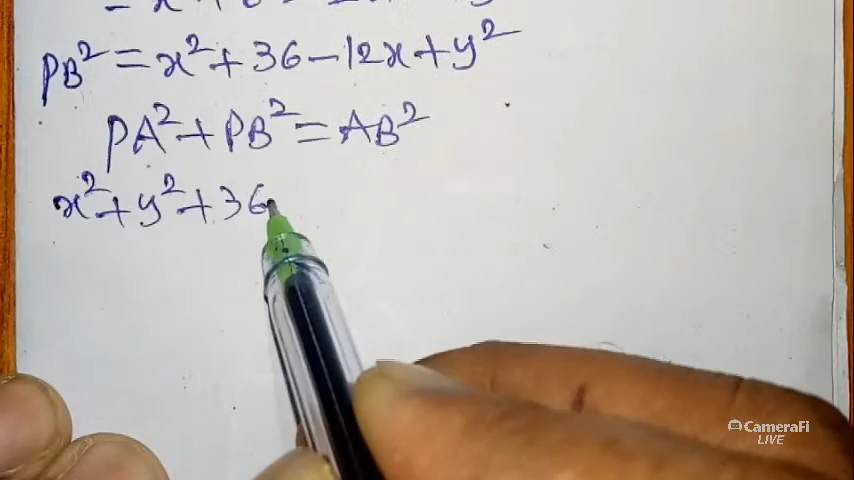 PB² = x² + 36 - 12x + y²
PA² + PB² = AB²
x² + y² + 36
CameraFi
LIVE